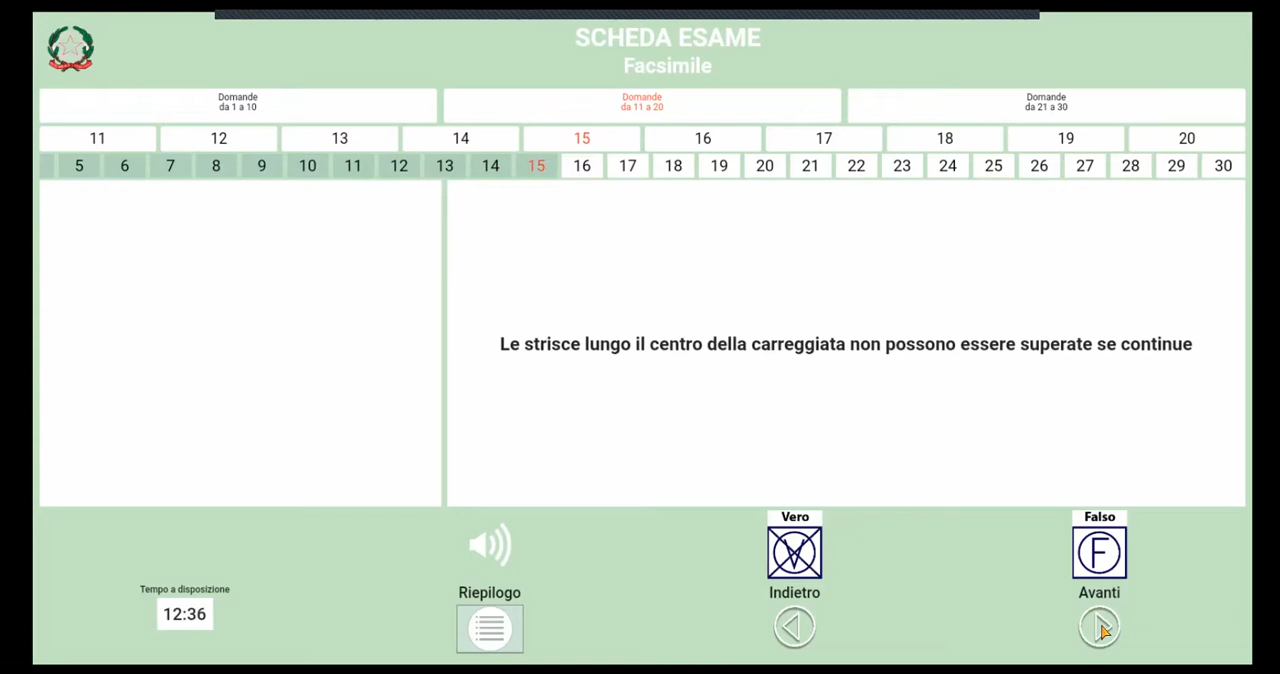 SCHEDA ESAME
Facsimile
Domande
da 1 a 10
Domande
da 11 a 20
Domande
da 21 a 30
11 12 13 14 15 16 17 18 19 20
5 6 7 8 9 10 11 12 13 14 15 16 17 18 19 20 21 22 23 24 25 26 27 28 29 30
Le strisce lungo il centro della carreggiata non possono essere superate se continue
Vero
V
Falso
F
Tempo a disposizione
12:36
Riepilogo
Indietro
Avanti